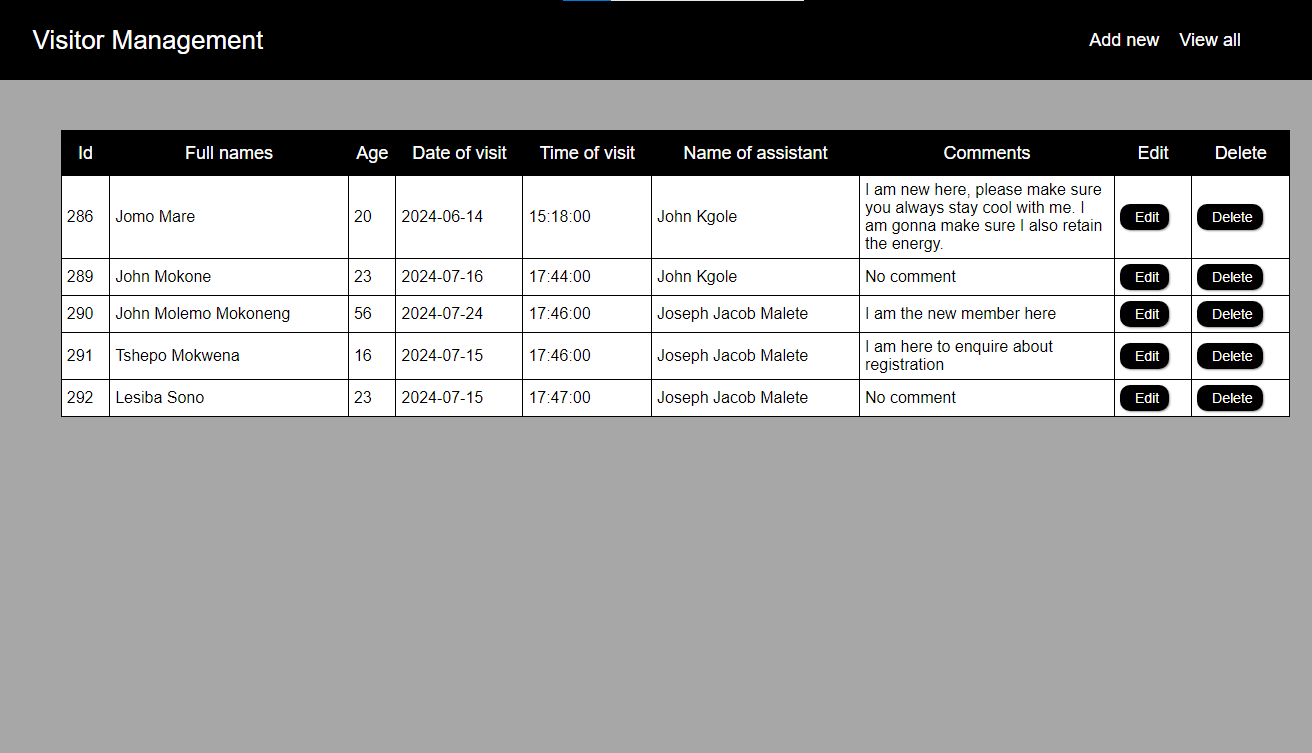 Visitor Management
Add new View all
Id Full names Age Date of visit Time of visit Name of assistant Comments Edit Delete
286 Jomo Mare 20 2024-06-14 15:18:00 John Kgole I am new here, please make sure
you always stay cool with me. I
am gonna make sure I also retain
the energy. Edit Delete
289 John Mokone 23 2024-07-16 17:44:00 John Kgole No comment Edit Delete
290 John Molemo Mokoneng 56 2024-07-24 17:46:00 Joseph Jacob Malete I am the new member here Edit Delete
291 Tshepo Mokwena 16 2024-07-15 17:46:00 Joseph Jacob Malete I am here to enquire about
registration Edit Delete
292 Lesiba Sono 23 2024-07-15 17:47:00 Joseph Jacob Malete No comment Edit Delete